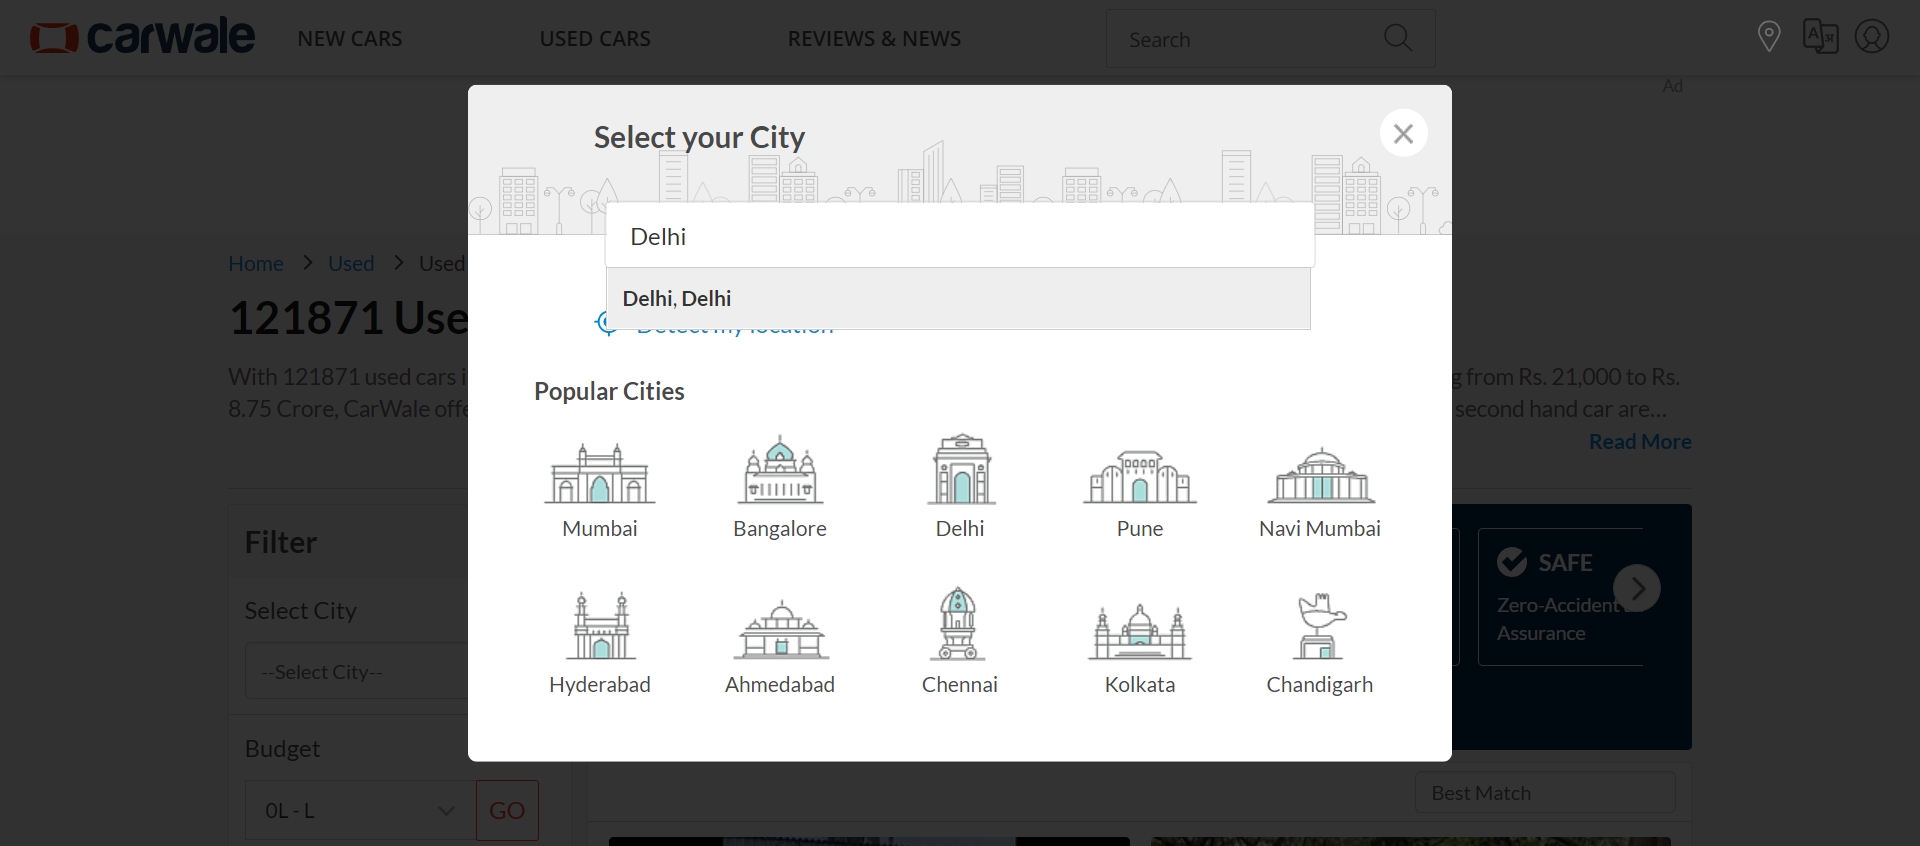 carwale
NEW CARS
USED CARS
REVIEWS & NEWS
Search
Ad
Select your City
Delhi
Delhi, Delhi
Detect my location
Home > Used > Used
121871 Use
With 121871 used cars i
g from Rs. 21,000 to Rs.
8.75 Crore, CarWale offe
second hand car are...
Read More
Popular Cities
Mumbai
Bangalore
Delhi
Pune
Navi Mumbai
Hyderabad
Ahmedabad
Chennai
Kolkata
Chandigarh
Filter
Select City
--Select City--
Budget
0L - L
GO
SAFE
Zero-Accident
Assurance
Best Match